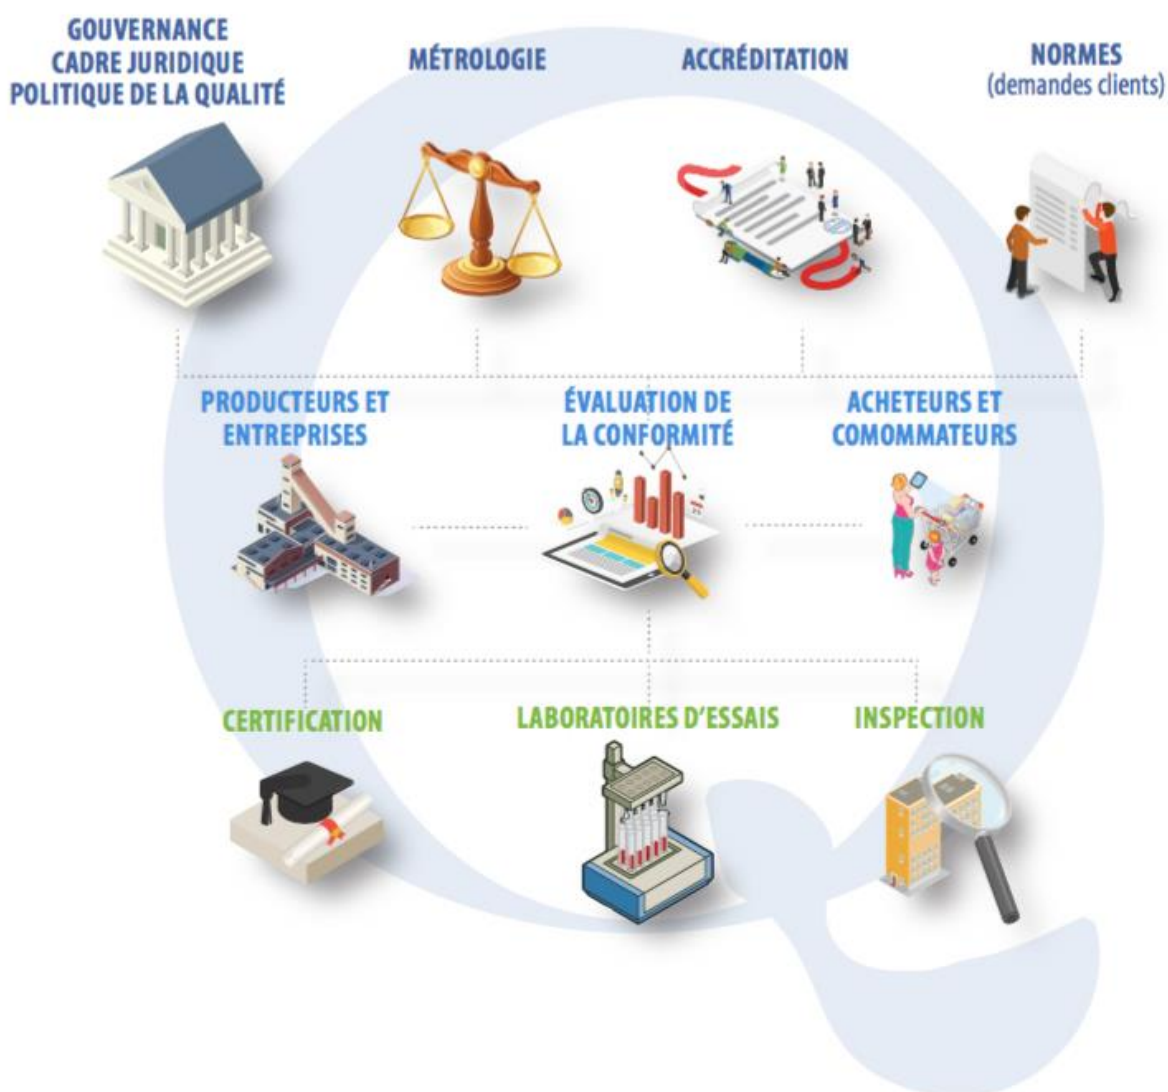 GOUVERNANCE
CADRE JURIDIQUE
POLITIQUE DE LA QUALITÉ
MÉTROLOGIE
ACCRÉDITATION
NORMES
(demandes clients)
PRODUCTEURS ET
ENTREPRISES
ÉVALUATION DE
LA CONFORMITÉ
ACHETEURS ET
COMOMMATEURS
CERTIFICATION
LABORATOIRES D'ESSAIS
INSPECTION